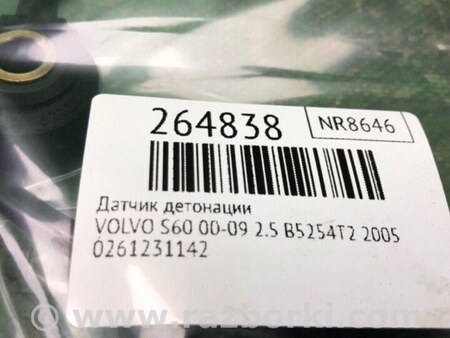 264838
NR8646
Датчик детонации
VOLVO S60 00-09 2.5 B5254T2 2005
0261231142
www.razborki.com